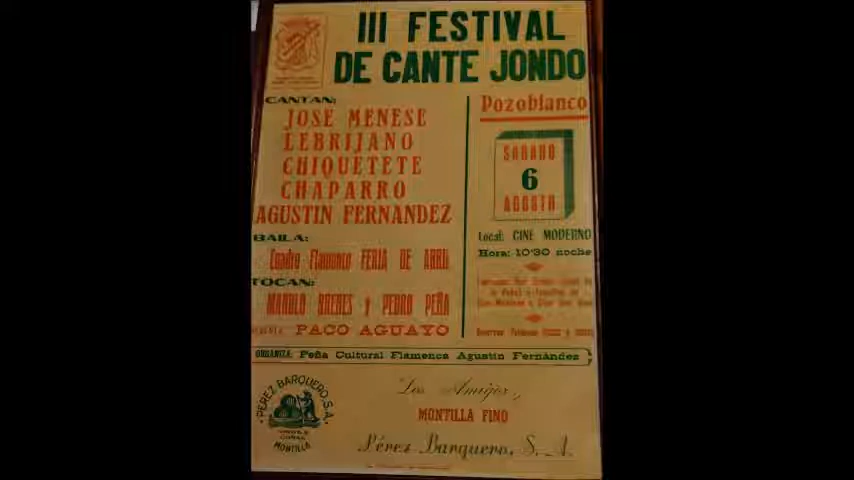 III FESTIVAL
DE CANTE JONDO
CANTAN:
JOSE MENESE
LEBRIJANO
CHIQUETETE
CHAPARRO
AGUSTIN FERNANDEZ
BAILA:
Cuadro Flamenco FERIA DE ABRIL
TOCAN:
MANOLO BRENES y PEDRO PEÑA
PACO AGUAYO
Pozoblanco
SABADO
6
AGOSTO
Local: CINE MODERNO
Hora: 10'30 noche
ORGANIZA: Peña Cultural Flamenca Agustín Fernández
PEREZ BARQUERO, S.A.
MONTILLA
Los Amigos,
MONTILLA FINO
Pérez Barquero, S. A.